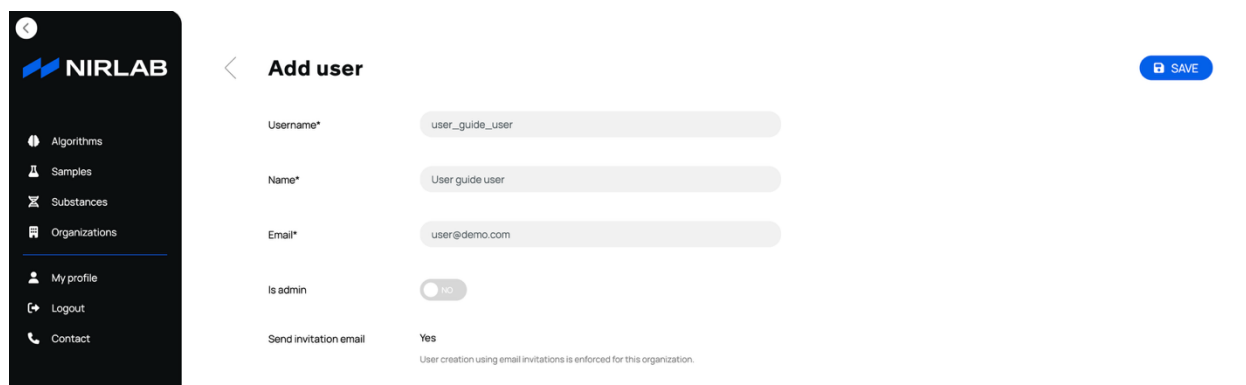 NIRLAB
Algorithms
Samples
Substances
Organizations
My profile
Logout
Contact
Add user
SAVE
Username*
user_guide_user
Name*
User guide user
Email*
user@demo.com
Is admin
NO
Send invitation email
Yes
User creation using email invitations is enforced for this organization.